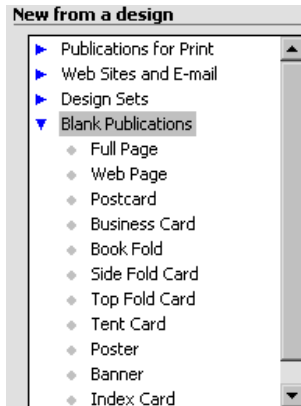 New from a design
Publications for Print
Web Sites and E-mail
Design Sets
Blank Publications
Full Page
Web Page
Postcard
Business Card
Book Fold
Side Fold Card
Top Fold Card
Tent Card
Poster
Banner
Index Card